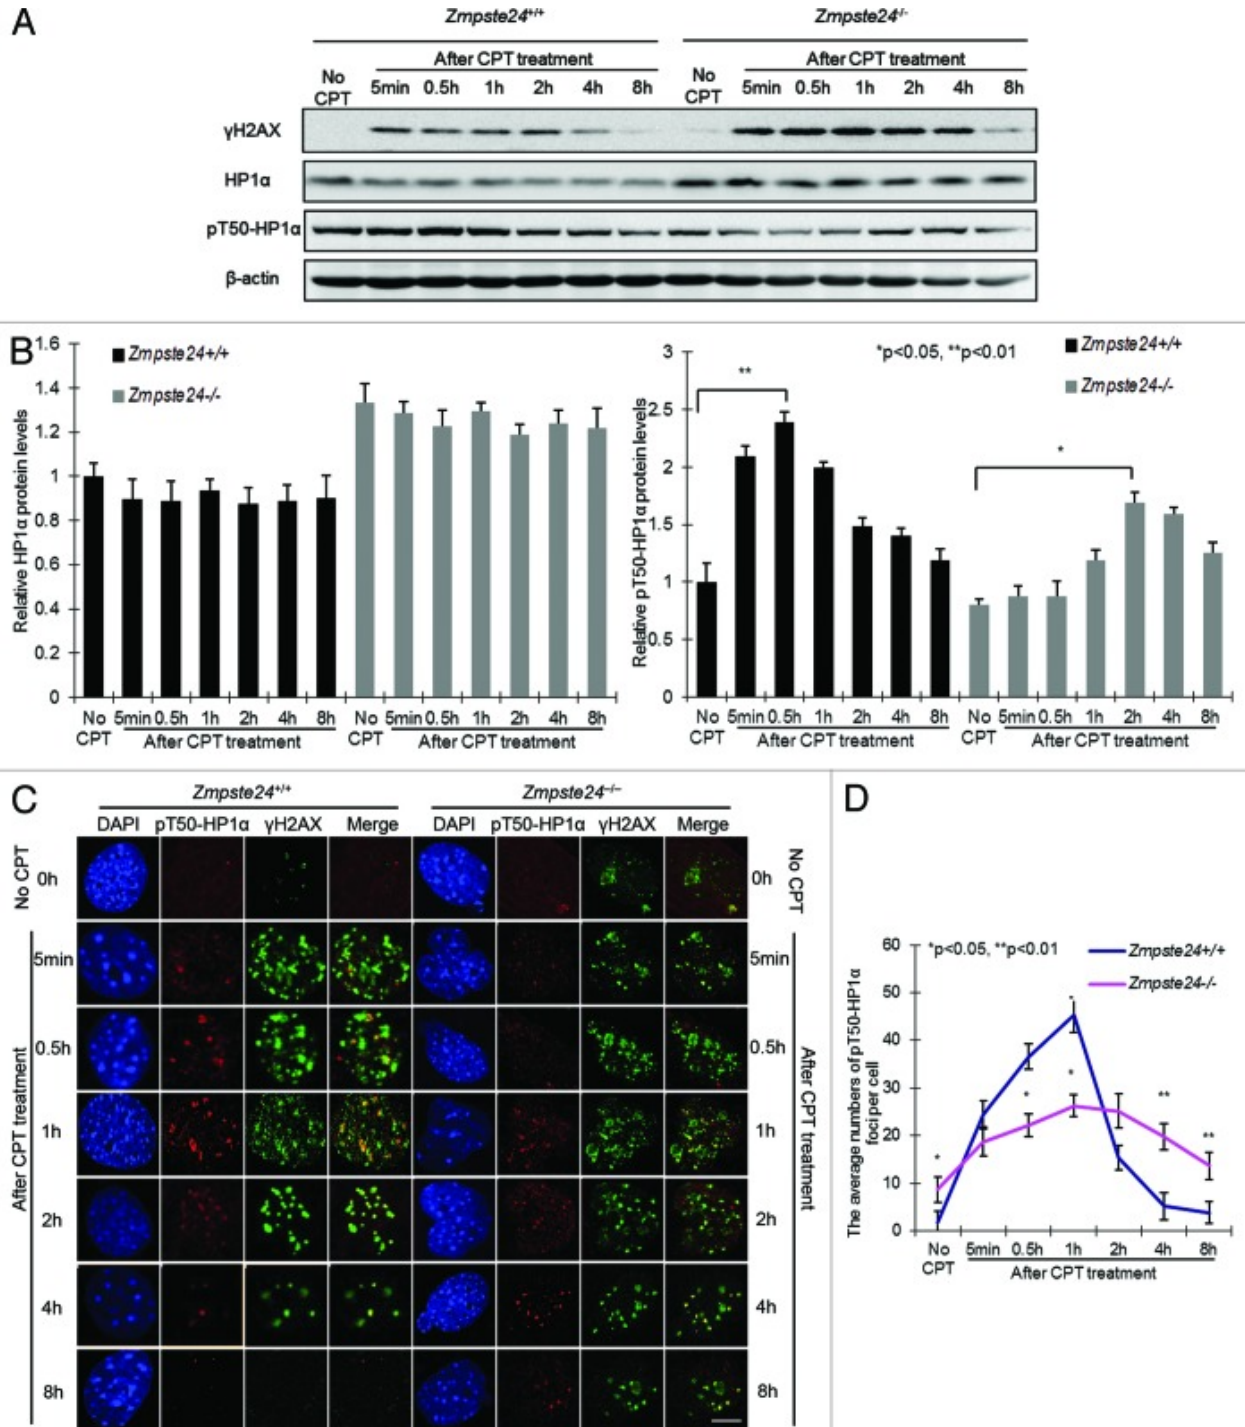 A
Zmpste24+/+ Zmpste24-/-
After CPT treatment After CPT treatment
No CPT 5min 0.5h 1h 2h 4h 8h No CPT 5min 0.5h 1h 2h 4h 8h
γH2AX
HP1α
pT50-HP1α
β-actin
B
Relative HP1α protein levels
1.6
1.4
1.2
1
0.8
0.6
0.4
0.2
0
Zmpste24+/+
Zmpste24-/-
No CPT 5min 0.5h 1h 2h 4h 8h No CPT 5min 0.5h 1h 2h 4h 8h
After CPT treatment After CPT treatment
Relative pT50-HP1α protein levels
3
2.5
2
1.5
1
0.5
0
*p<0.05, **p<0.01
Zmpste24+/+
Zmpste24-/-
**
*
No CPT 5min 0.5h 1h 2h 4h 8h No CPT 5min 0.5h 1h 2h 4h 8h
After CPT treatment After CPT treatment
C
Zmpste24+/+ Zmpste24-/-
DAPI pT50-HP1α γH2AX Merge DAPI pT50-HP1α γH2AX Merge
No CPT 0h 0h No CPT
After CPT treatment After CPT treatment
5min 5min
0.5h 0.5h
1h 1h
2h 2h
4h 4h
8h 8h
D
The average numbers of pT50-HP1α
foci per cell
60
50
40
30
20
10
0
*p<0.05, **p<0.01
Zmpste24+/+
Zmpste24-/-
* * * * ** **
No CPT 5min 0.5h 1h 2h 4h 8h
After CPT treatment